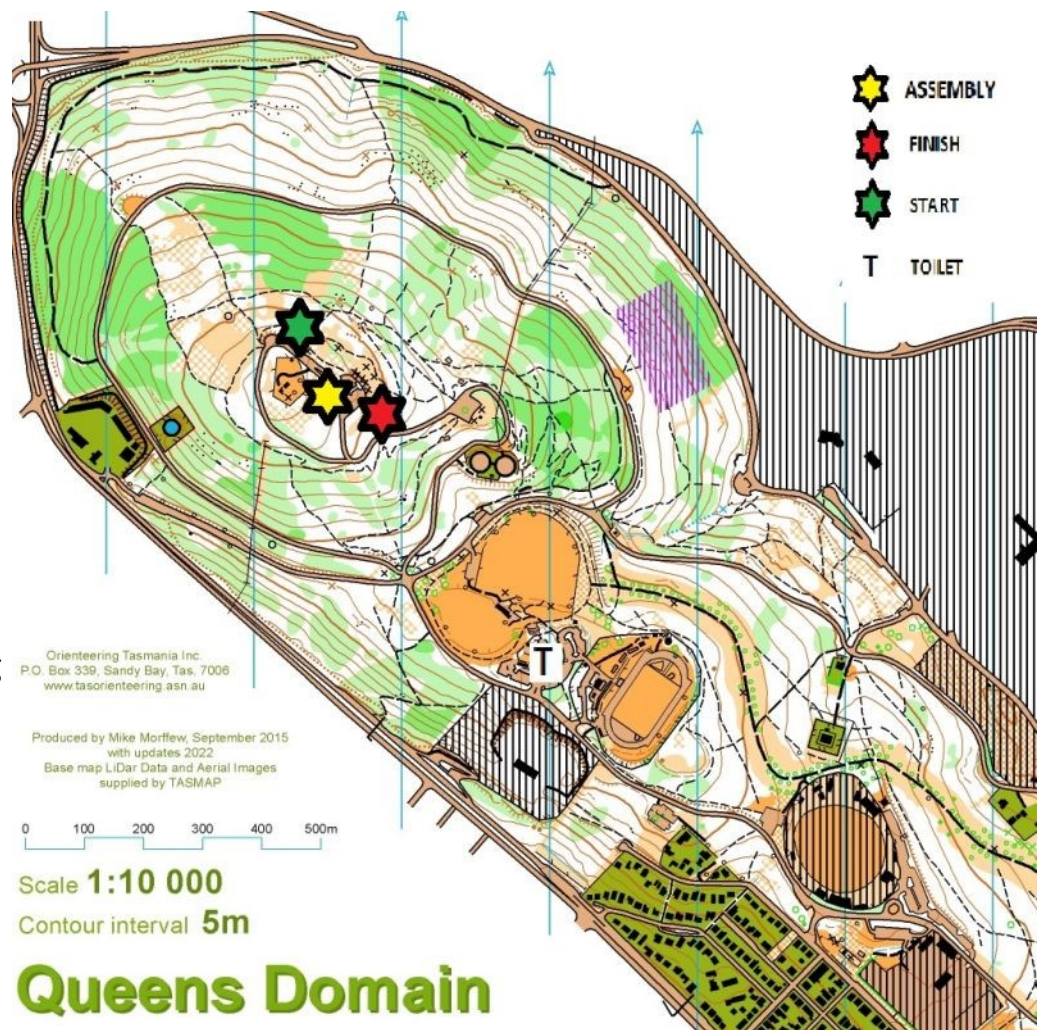 ASSEMBLY
FINISH
START
T TOILET
T
Orienteering Tasmania Inc.
P.O. Box 339, Sandy Bay, Tas. 7006
www.tasorienteering.asn.au
Produced by Mike Morffew, September 2015
with updates 2022
Base map LiDar Data and Aerial Images
supplied by TASMAP
0 100 200 300 400 500m
Scale 1:10 000
Contour interval 5m
Queens Domain